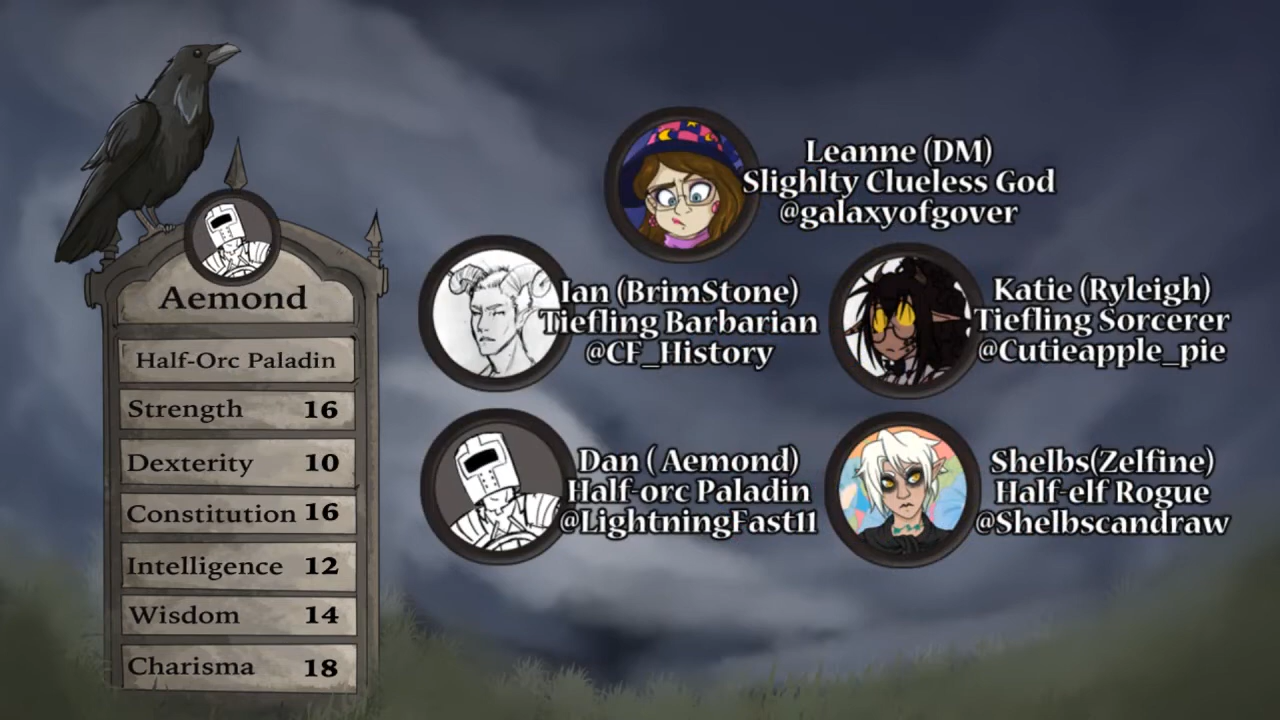 Aemond
Half-Orc Paladin
Strength 16
Dexterity 10
Constitution 16
Intelligence 12
Wisdom 14
Charisma 18
Leanne (DM)
Slighlty Clueless God
@galaxyofgover
Ian (BrimStone)
Tiefling Barbarian
@CF_History
Katie (Ryleigh)
Tiefling Sorcerer
@Cutieapple_pie
Dan ( Aemond)
Half-orc Paladin
@LightningFast11
Shelbs(Zelfine)
Half-elf Rogue
@Shelbscandraw